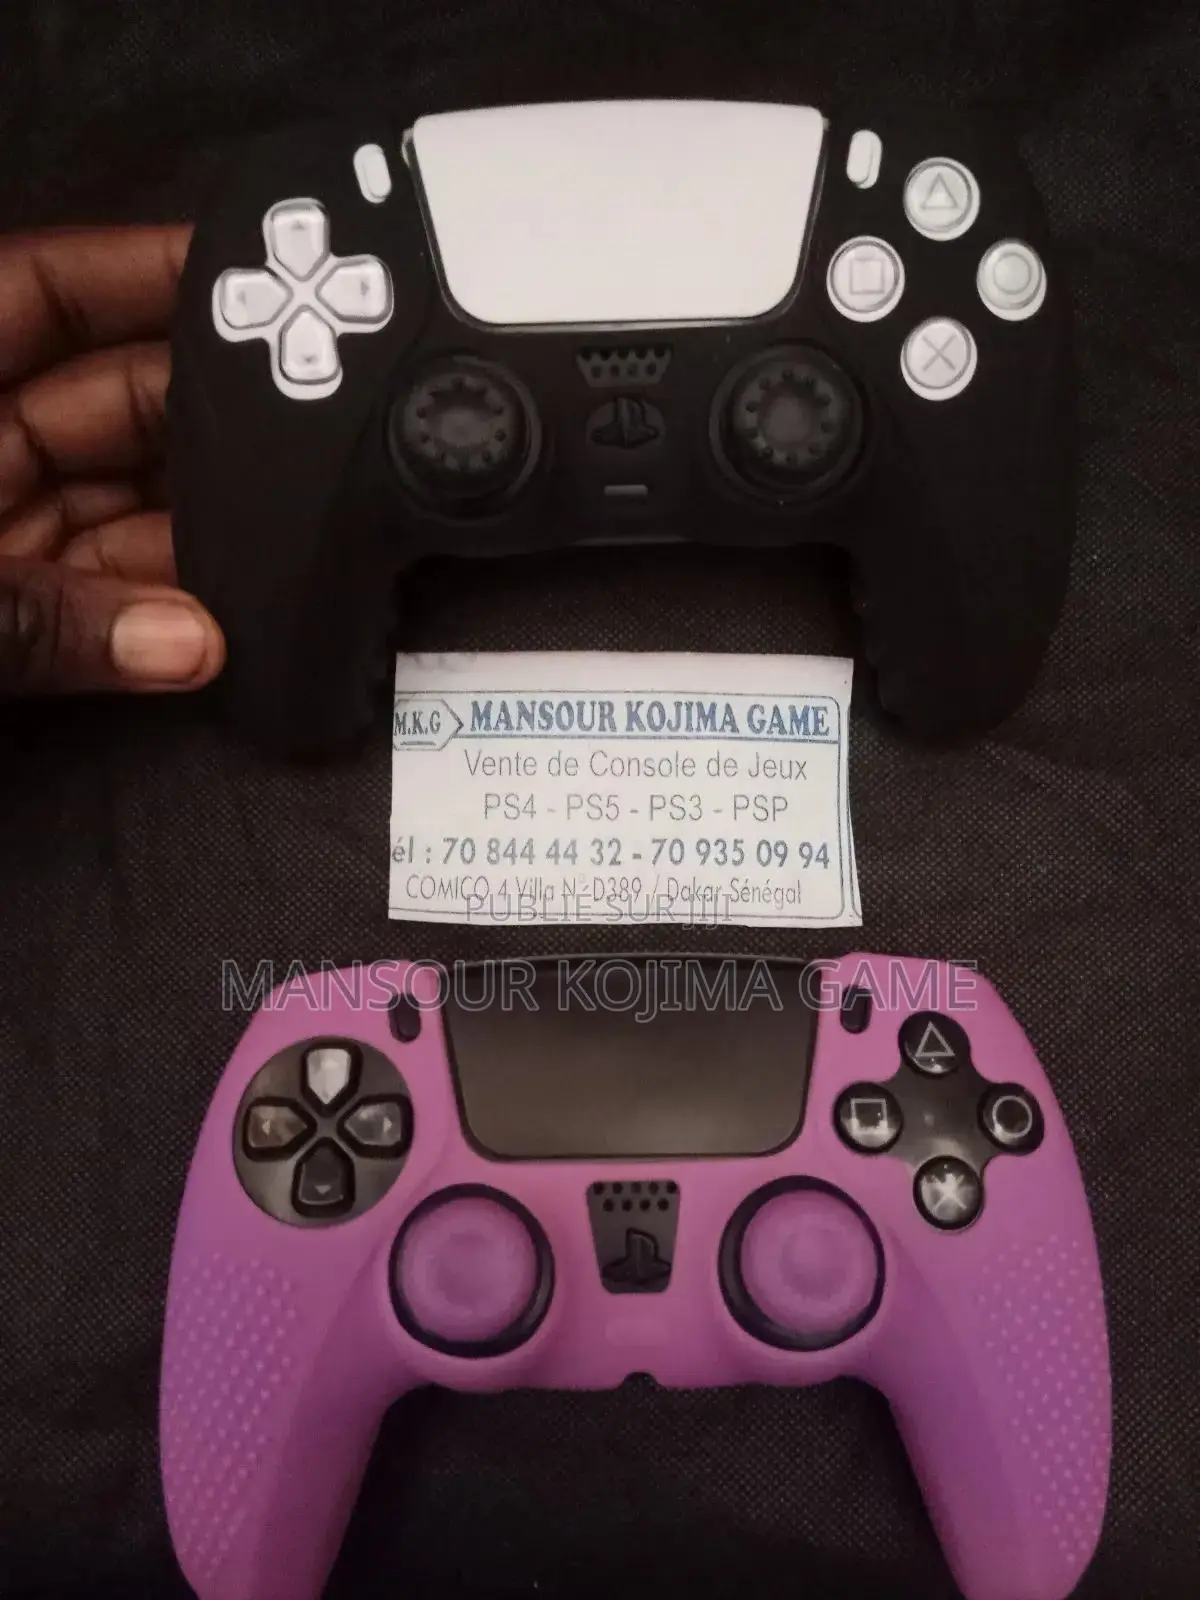 M.K.G MANSOUR KOJIMA GAME
Vente de Console de Jeux
PS4 - PS5 - PS3 - PSP
él : 70 844 44 32 - 70 935 09 94
COMICO 4 Villa N° D389 / Dakar Sénégal
PUBLIÉ SUR JIJI
MANSOUR KOJIMA GAME